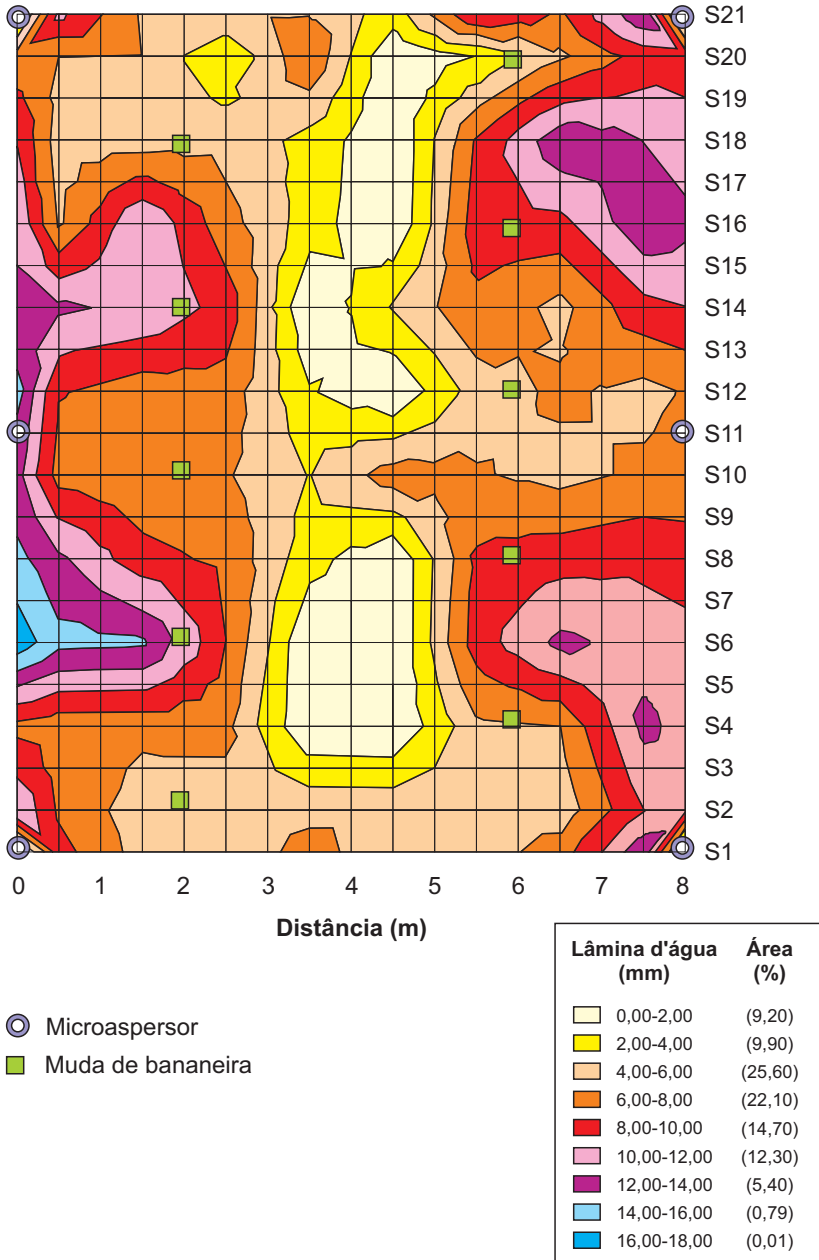 S21
S20
S19
S18
S17
S16
S15
S14
S13
S12
S11
S10
S9
S8
S7
S6
S5
S4
S3
S2
S1
0 1 2 3 4 5 6 7 8
Distância (m)
Microaspersor
Muda de bananeira
Lâmina d'água Área
(mm) (%)
0,00-2,00 (9,20)
2,00-4,00 (9,90)
4,00-6,00 (25,60)
6,00-8,00 (22,10)
8,00-10,00 (14,70)
10,00-12,00 (12,30)
12,00-14,00 (5,40)
14,00-16,00 (0,79)
16,00-18,00 (0,01)